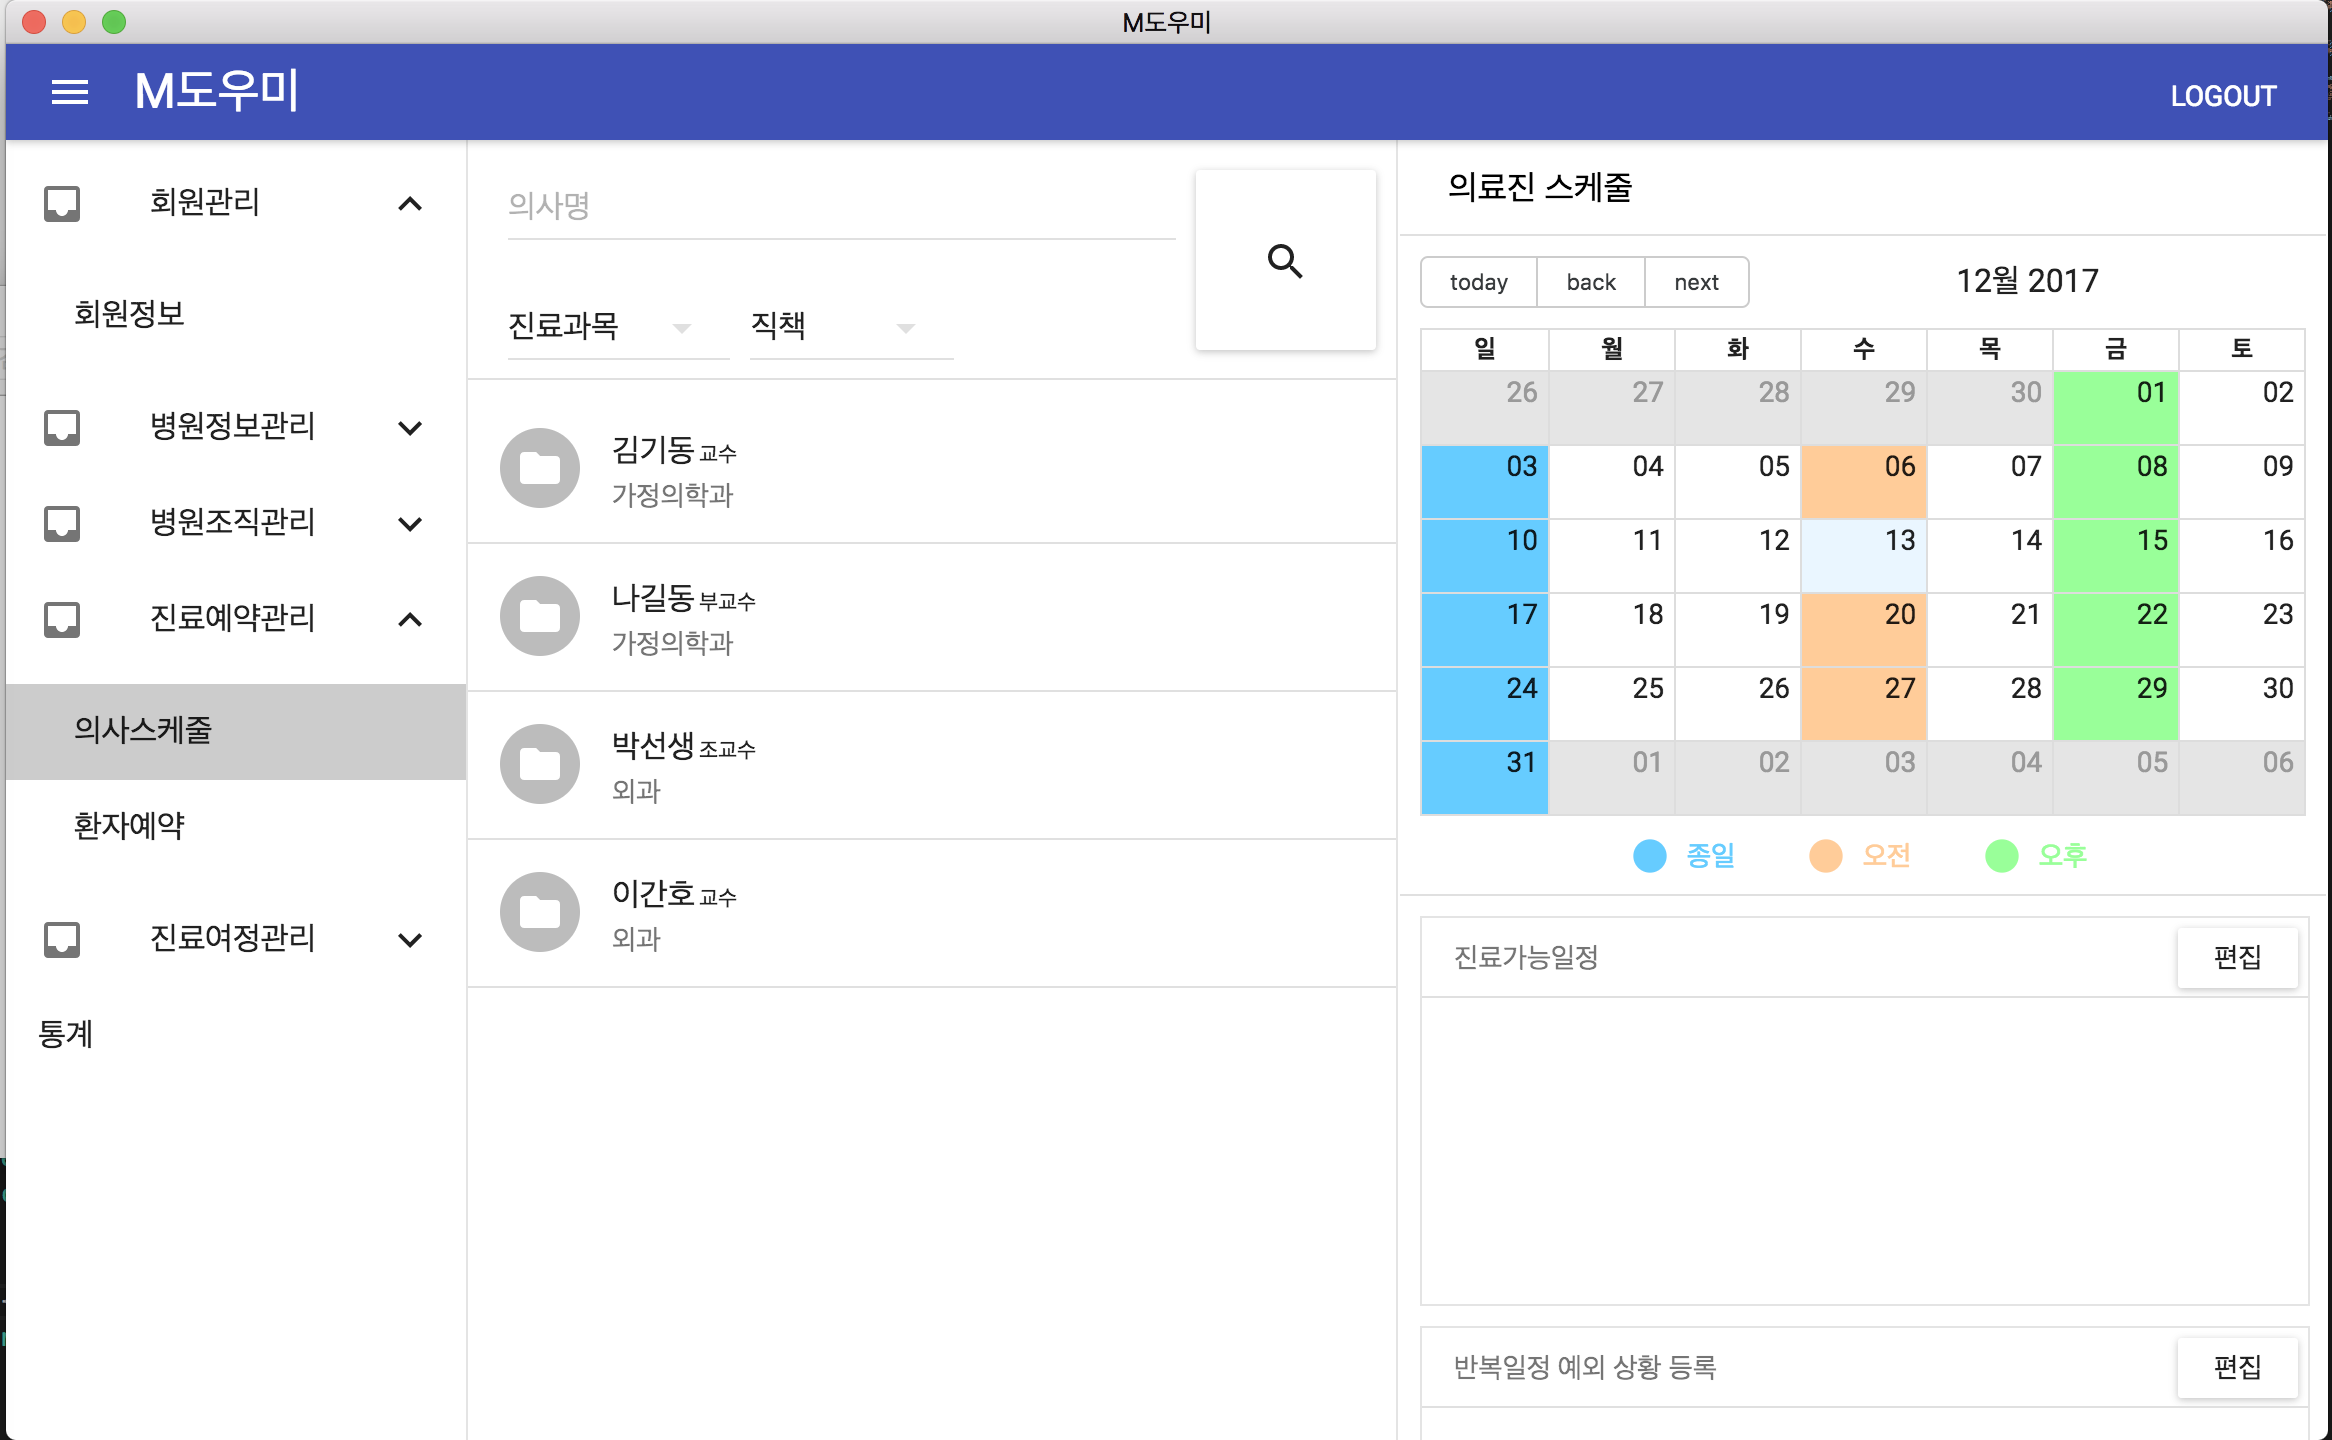 M도우미
M도우미
LOGOUT
회원관리
회원정보
병원정보관리
병원조직관리
진료예약관리
의사스케줄
환자예약
진료여정관리
통계
의사명
진료과목 직책
김기동 교수
가정의학과
나길동 부교수
가정의학과
박선생 조교수
외과
이간호 교수
외과
의료진 스케줄
today back next 12월 2017
일 월 화 수 목 금 토
26 27 28 29 30 01 02
03 04 05 06 07 08 09
10 11 12 13 14 15 16
17 18 19 20 21 22 23
24 25 26 27 28 29 30
31 01 02 03 04 05 06
종일 오전 오후
진료가능일정 편집
반복일정 예외 상황 등록 편집